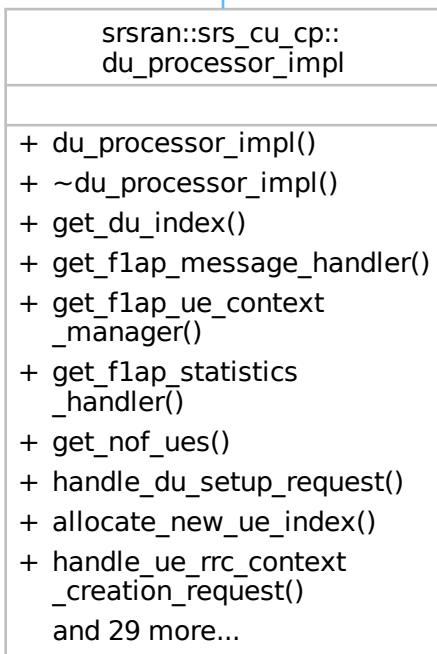 srsran::srs_cu_cp::
du_processor_impl
+ du_processor_impl()
+ ~du_processor_impl()
+ get_du_index()
+ get_f1ap_message_handler()
+ get_f1ap_ue_context
_manager()
+ get_f1ap_statistics
_handler()
+ get_nof_ues()
+ handle_du_setup_request()
+ allocate_new_ue_index()
+ handle_ue_rrc_context
_creation_request()
and 29 more...